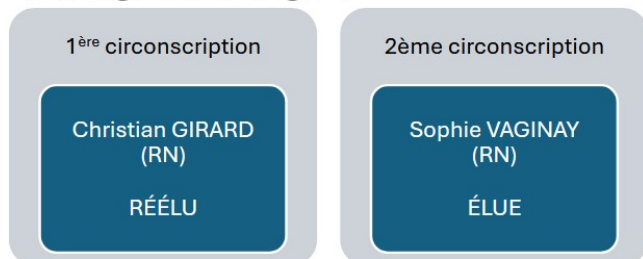 1ère circonscription
Christian GIRARD
(RN)
RÉÉLU
2ème circonscription
Sophie VAGINAY
(RN)
ÉLUE